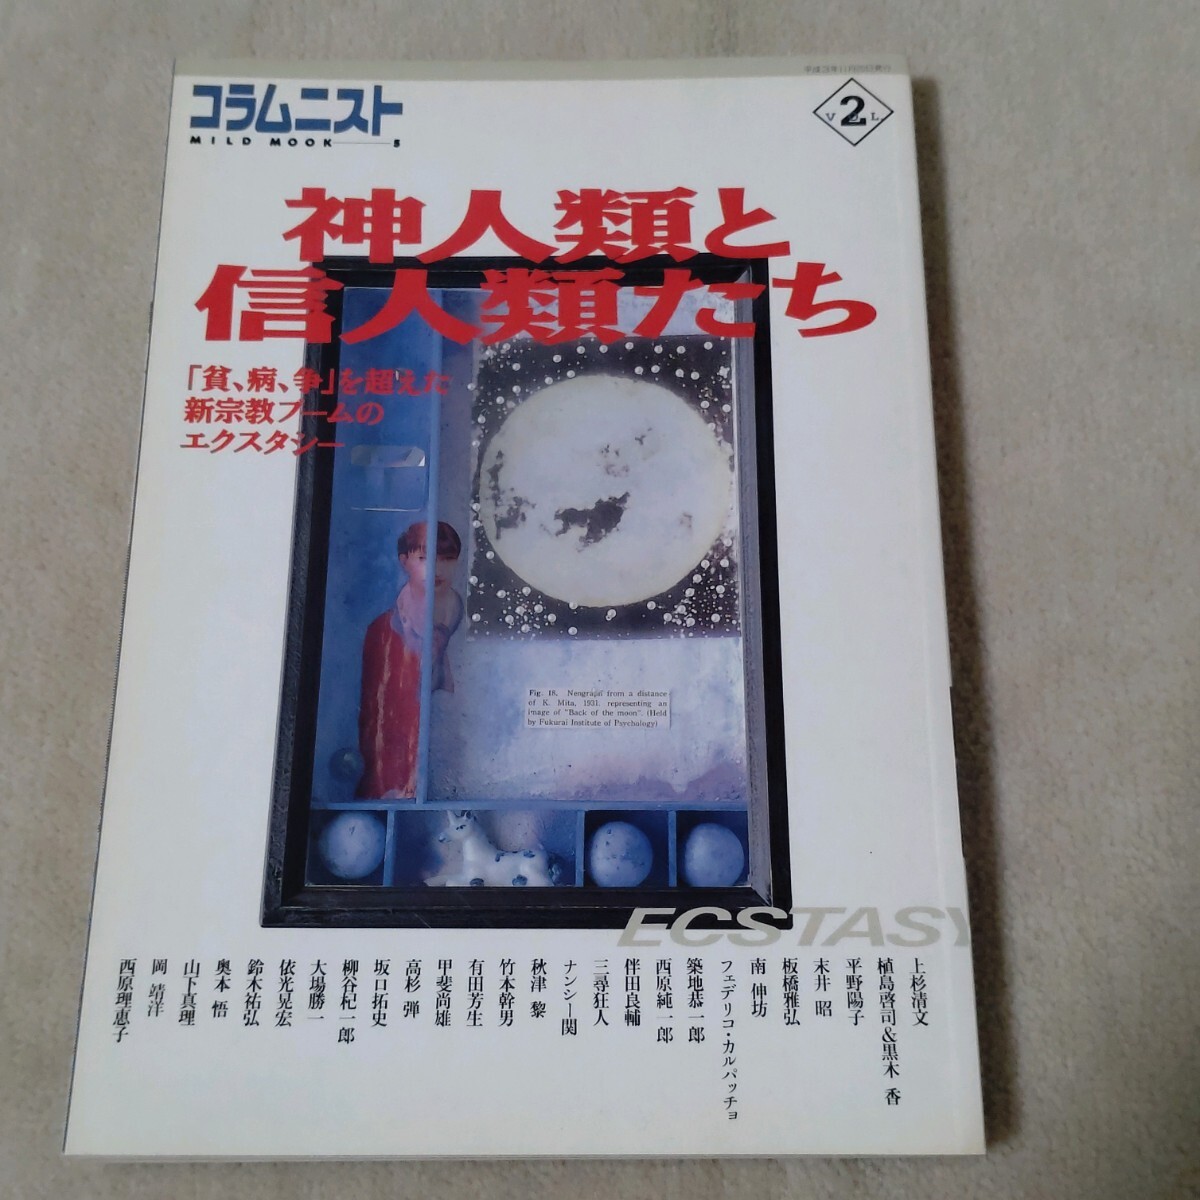 コラムニスト
MILD MOOK 5
VOL 2
神人類と
信人類たち
「貧、病、争」を超えた
新宗教ブームの
エクスタシー
Fig. 18. Nengrajai from a distance
of K. Mita, 1931. representing an
image of "Back of the moon". (Held
by Fukurai Institute of Psychalogy)
ECSTASY
上杉清文
植島啓司&黒木 香
平野陽子
末井 昭
板橋雅弘
南 伸坊
フェデリコ・カルパッチョ
築地恭一郎
西原純一郎
伴田良輔
三尋狂人
ナンシー関
秋津 黎
竹本幹男
有田芳生
甲斐尚雄
高杉 弾
坂口拓史
柳谷杞一郎
大場勝一
依光晃宏
鈴木祐弘
奥本 悟
山下真理
岡 靖洋
西原理恵子